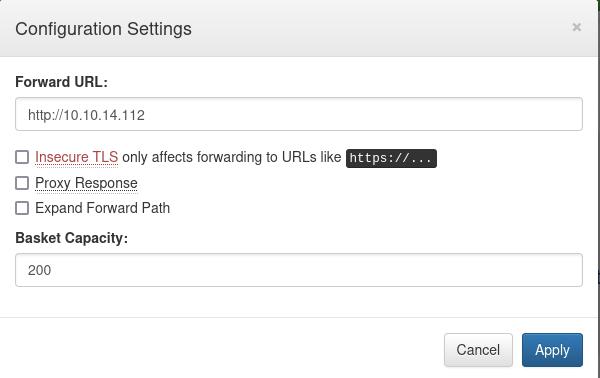 Configuration Settings ×
Forward URL:
http://10.10.14.112
Insecure TLS only affects forwarding to URLs like https://...
Proxy Response
Expand Forward Path
Basket Capacity:
200
Cancel Apply